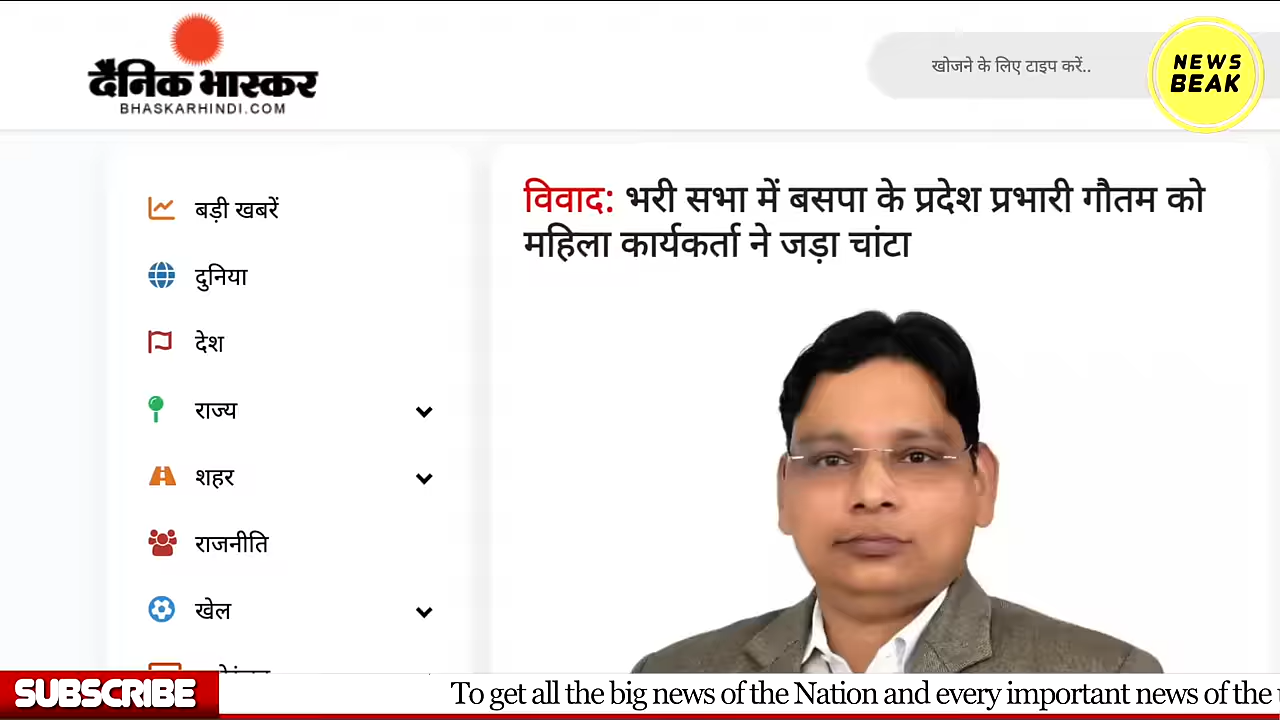 दैनिक भास्कर
BHASKARHINDI.COM
खोजने के लिए टाइप करें..
NEWS
BEAK
विवाद: भरी सभा में बसपा के प्रदेश प्रभारी गौतम को
महिला कार्यकर्ता ने जड़ा चांटा
बड़ी खबरें
दुनिया
देश
राज्य
शहर
राजनीति
खेल
SUBSCRIBE
To get all the big news of the Nation and every important news of the